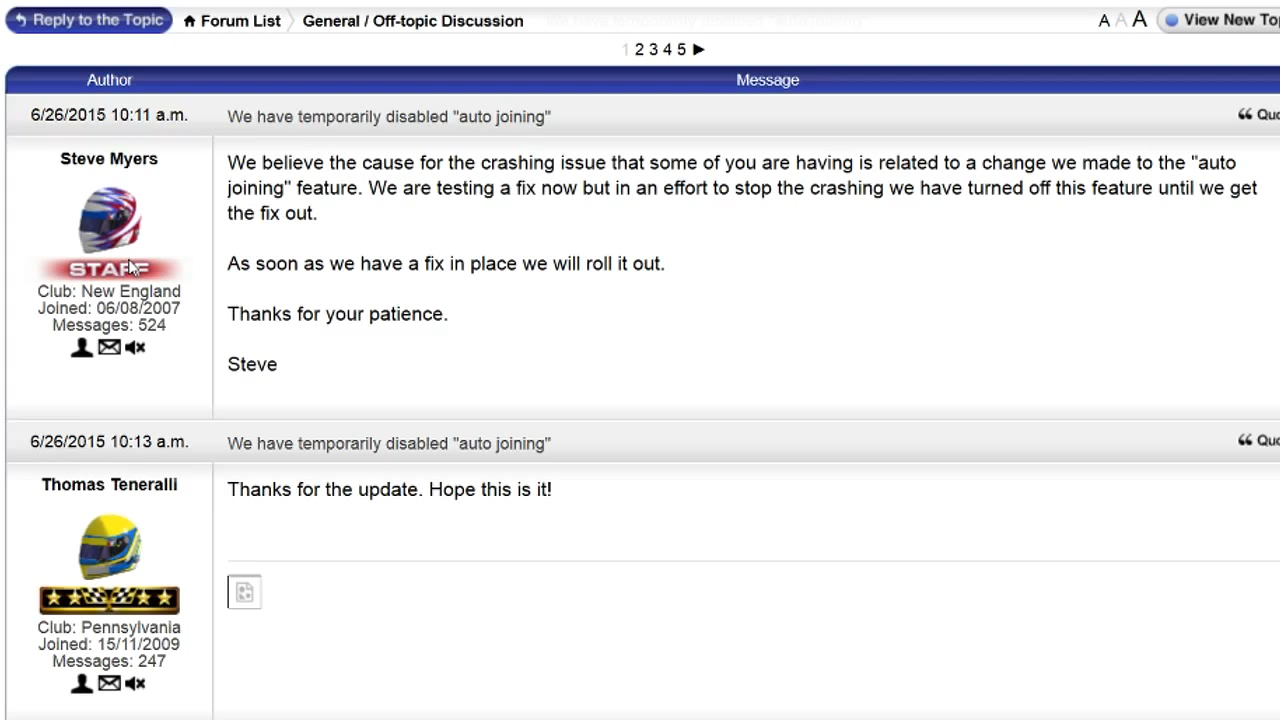 Reply to the Topic
Forum List
General / Off-topic Discussion
A A A
View New To
1 2 3 4 5
Author
Message
6/26/2015 10:11 a.m.
We have temporarily disabled "auto joining"
Quo
Steve Myers
We believe the cause for the crashing issue that some of you are having is related to a change we made to the "auto
joining" feature. We are testing a fix now but in an effort to stop the crashing we have turned off this feature until we get
the fix out.
As soon as we have a fix in place we will roll it out.
Thanks for your patience.
Steve
STAFF
Club: New England
Joined: 06/08/2007
Messages: 524
6/26/2015 10:13 a.m.
We have temporarily disabled "auto joining"
Quo
Thomas Teneralli
Thanks for the update. Hope this is it!
Club: Pennsylvania
Joined: 15/11/2009
Messages: 247